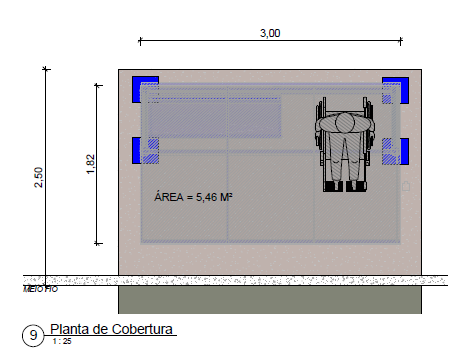 3,00
2,50
1,82
ÁREA = 5,46 M²
MEIO FIO
9 Planta de Cobertura
1 : 25